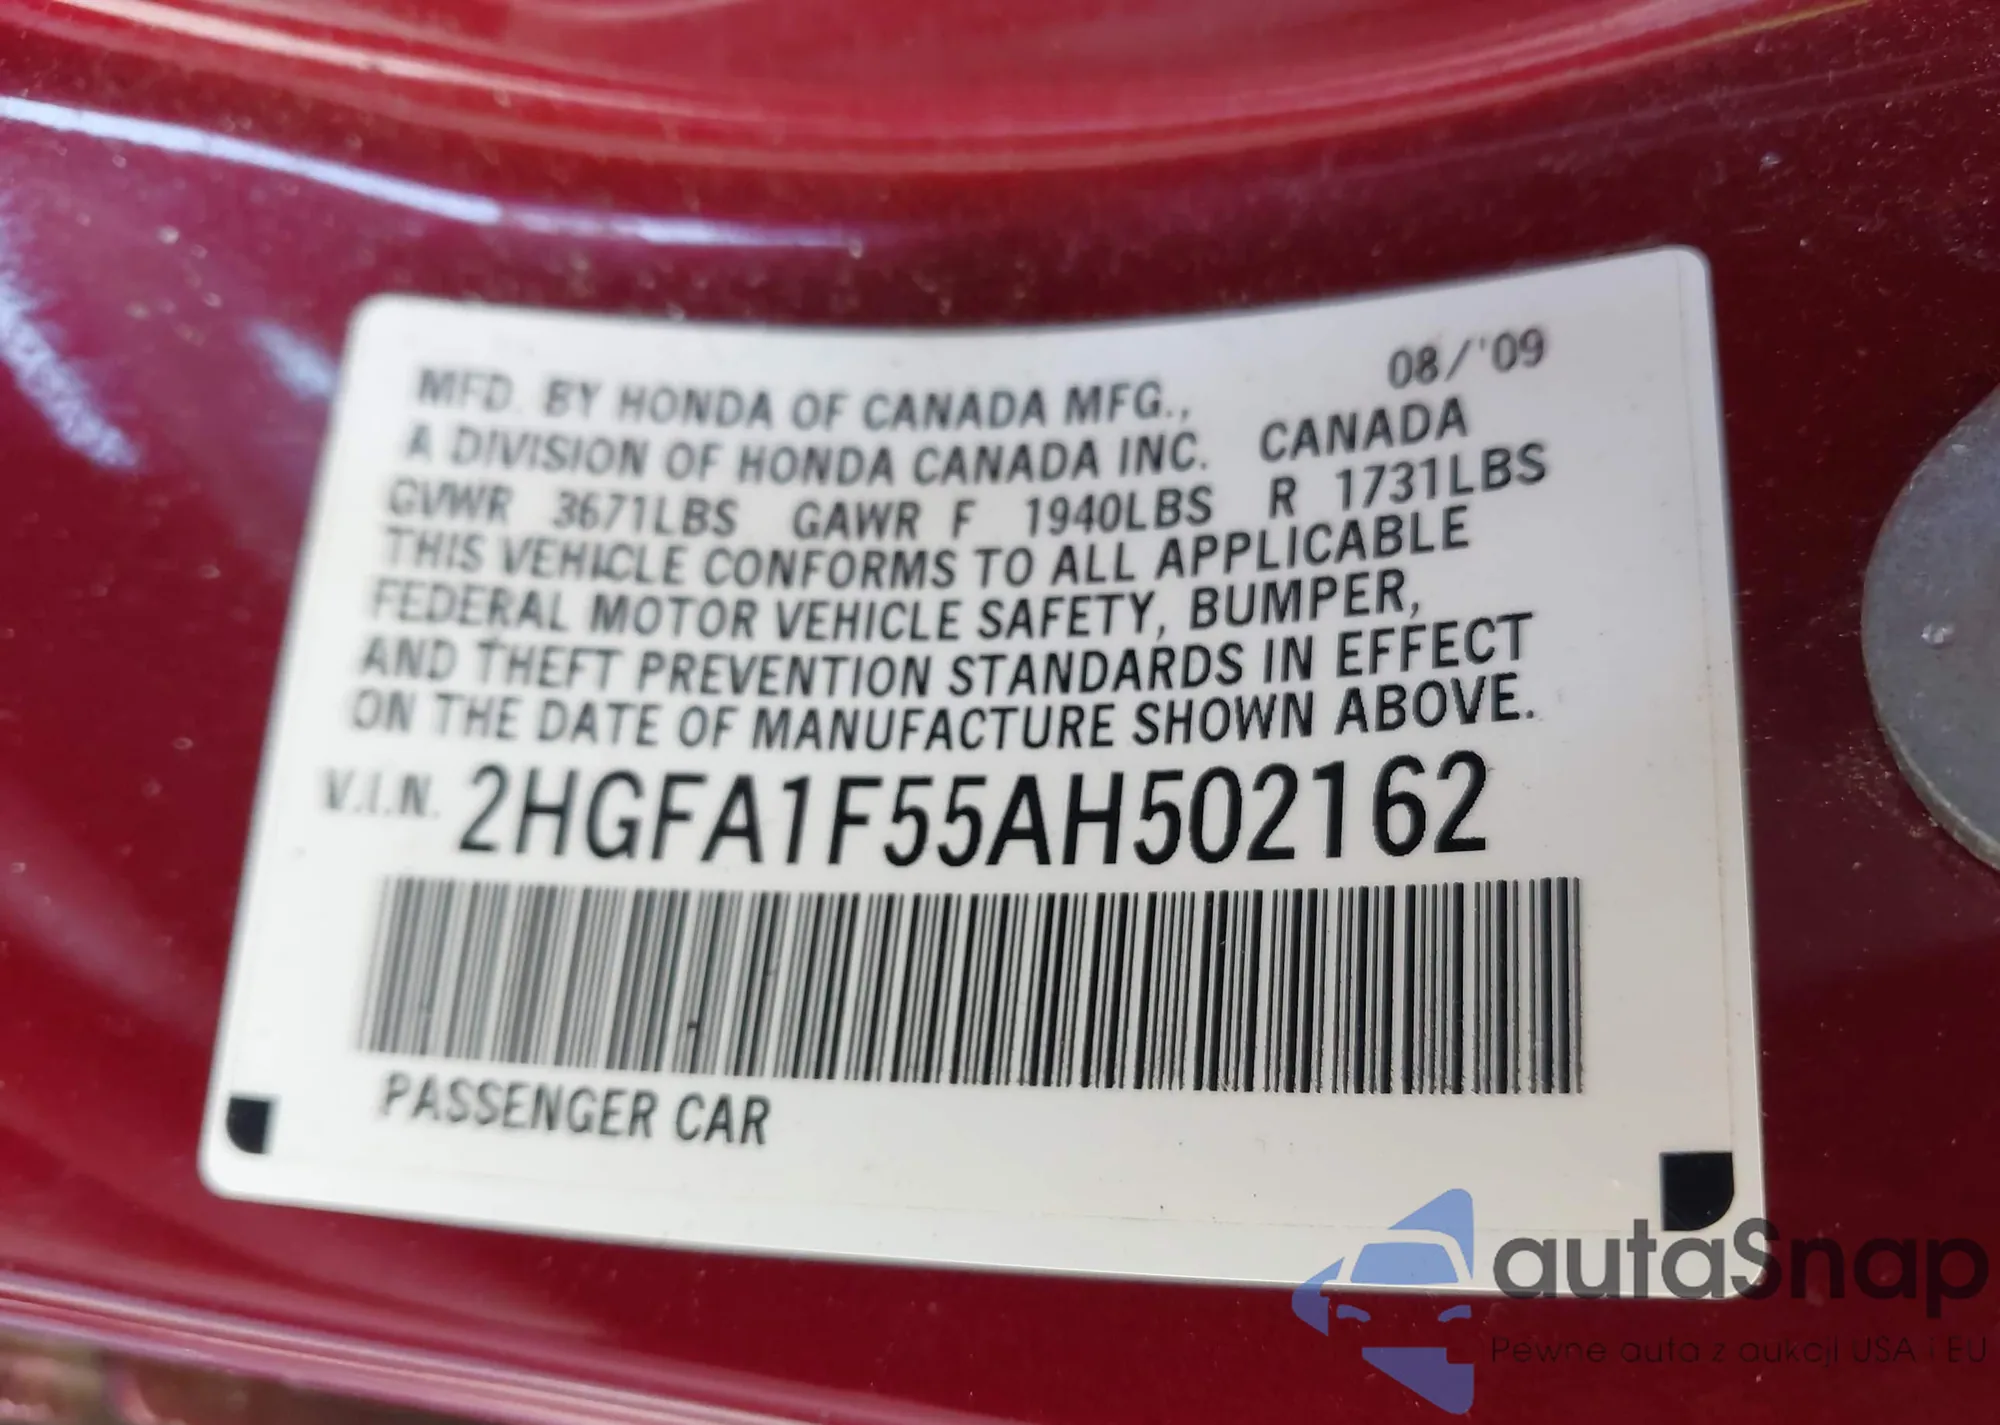 08/'09
MFD. BY HONDA OF CANADA MFG.,
A DIVISION OF HONDA CANADA INC. CANADA
GVWR 3671LBS GAWR F 1940LBS R 1731LBS
THIS VEHICLE CONFORMS TO ALL APPLICABLE
FEDERAL MOTOR VEHICLE SAFETY, BUMPER,
AND THEFT PREVENTION STANDARDS IN EFFECT
ON THE DATE OF MANUFACTURE SHOWN ABOVE.
V.I.N. 2HGFA1F55AH502162
PASSENGER CAR
autaSnap
Pewne auta z aukcji USA i EU